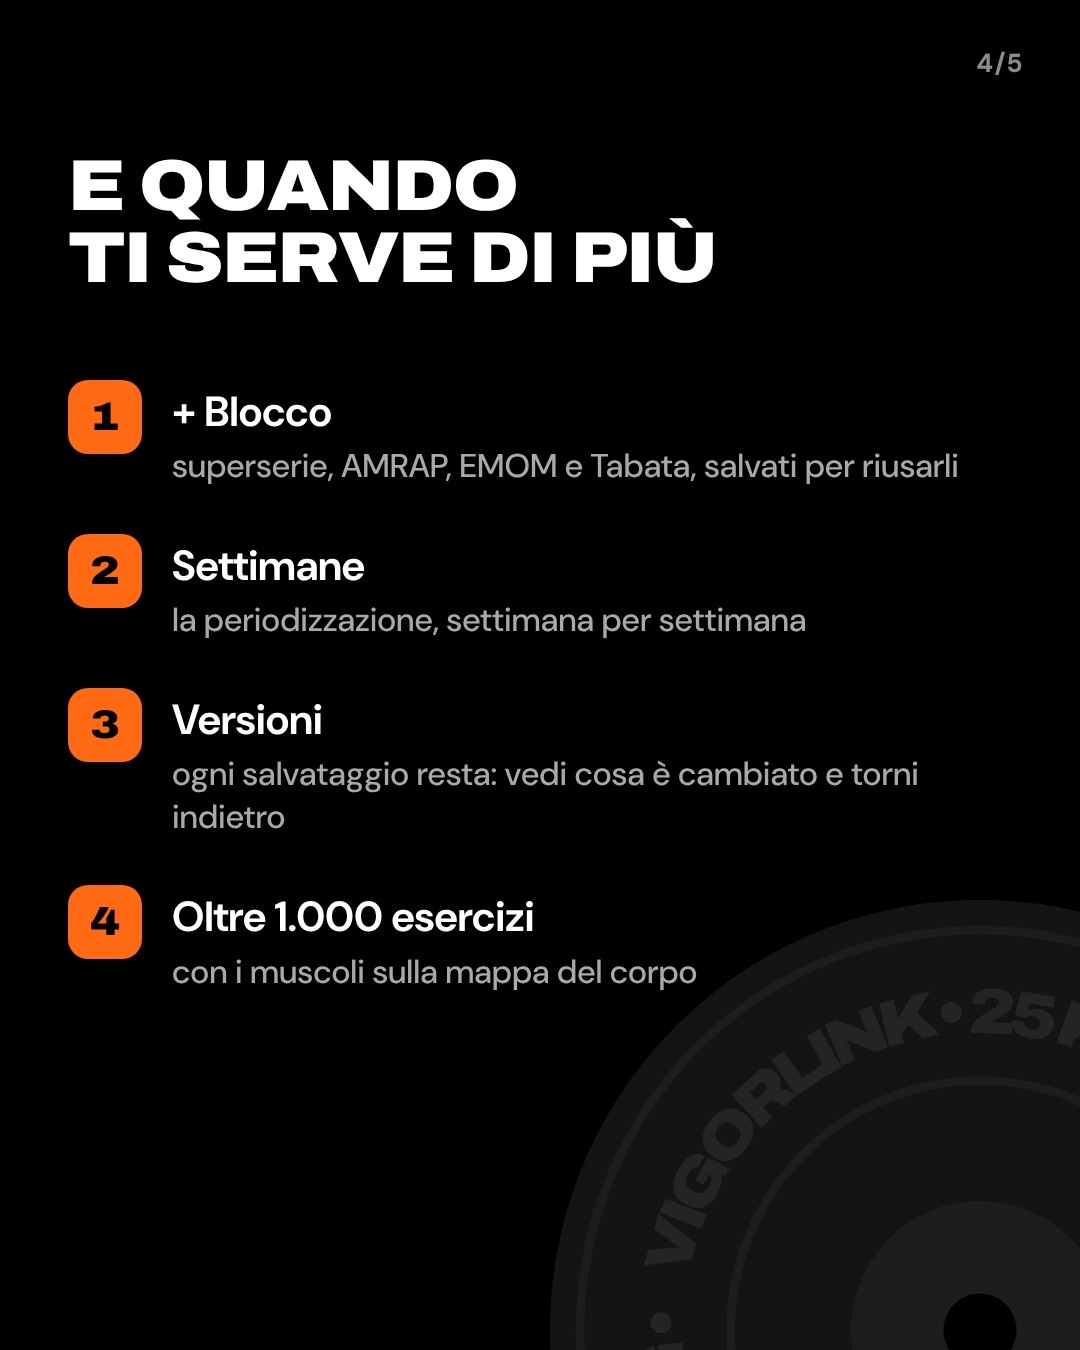 4/5
E QUANDO
TI SERVE DI PIÙ
1
+ Blocco
superserie, AMRAP, EMOM e Tabata, salvati per riusarli
2
Settimane
la periodizzazione, settimana per settimana
3
Versioni
ogni salvataggio resta: vedi cosa è cambiato e torni
indietro
4
Oltre 1.000 esercizi
con i muscoli sulla mappa del corpo
VIGORLINK • 25